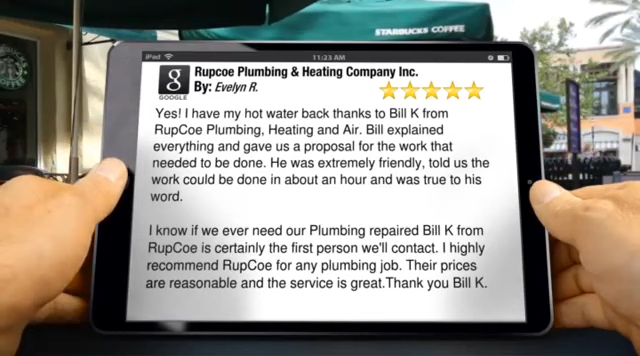 STARBUCKS COFFEE
iPod
11:23 AM
g
GOOGLE
Rupcoe Plumbing & Heating Company Inc.
By: Evelyn R.
Yes! I have my hot water back thanks to Bill K from
RupCoe Plumbing, Heating and Air. Bill explained
everything and gave us a proposal for the work that
needed to be done. He was extremely friendly, told us the
work could be done in about an hour and was true to his
word.
I know if we ever need our Plumbing repaired Bill K from
RupCoe is certainly the first person we'll contact. I highly
recommend RupCoe for any plumbing job. Their prices
are reasonable and the service is great.Thank you Bill K.